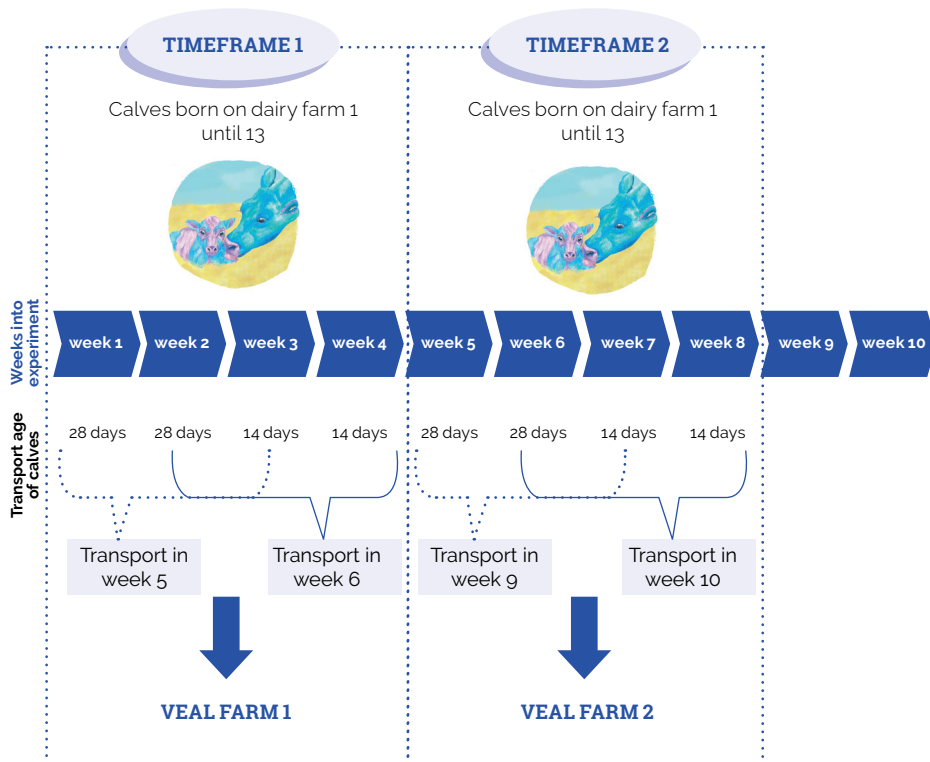 TIMEFRAME 1
TIMEFRAME 2
Calves born on dairy farm 1
until 13
Calves born on dairy farm 1
until 13
Weeks into
experiment
week 1
week 2
week 3
week 4
week 5
week 6
week 7
week 8
week 9
week 10
Transport age
of calves
28 days
28 days
14 days
14 days
28 days
28 days
14 days
14 days
Transport in
week 5
Transport in
week 6
Transport in
week 9
Transport in
week 10
VEAL FARM 1
VEAL FARM 2